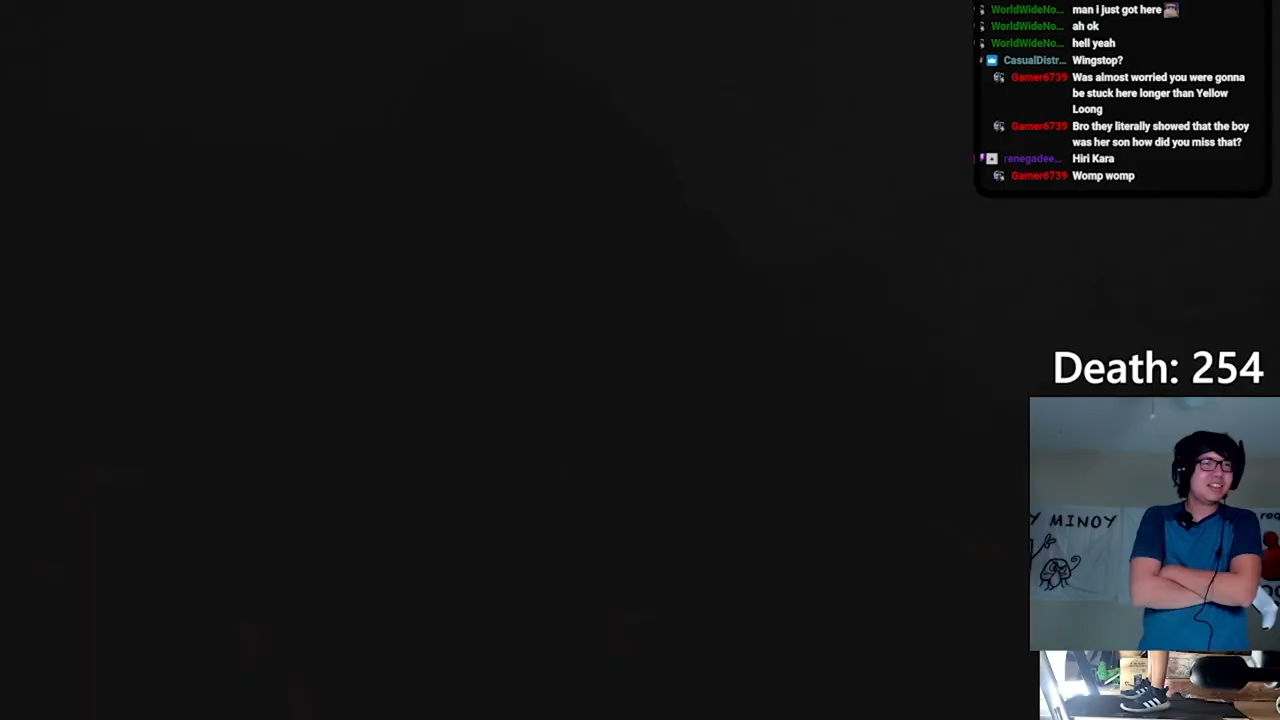 WorldWideNo... man i just got here
WorldWideNo... ah ok
WorldWideNo... hell yeah
CasualDistr... Wingstop?
Gamer6739 Was almost worried you were gonna
be stuck here longer than Yellow
Loong
Gamer6739 Bro they literally showed that the boy
was her son how did you miss that?
renegadee... Hiri Kara
Gamer6739 Womp womp
Death: 254
Y MINOY